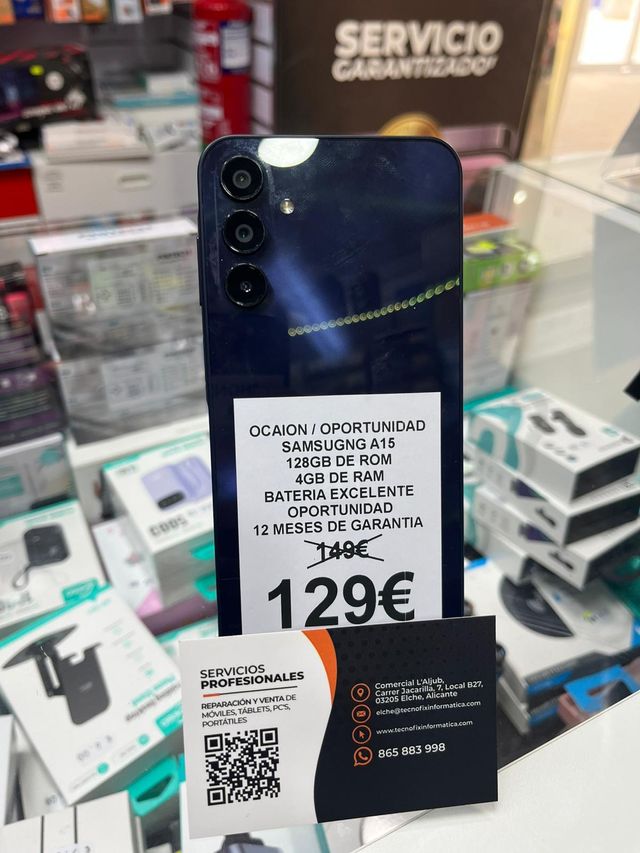 SERVICIO
GARANTIZADO
OCAION / OPORTUNIDAD
SAMSUGNG A15
128GB DE ROM
4GB DE RAM
BATERIA EXCELENTE
OPORTUNIDAD
12 MESES DE GARANTIA
149€
129€
SERVICIOS
PROFESIONALES
REPARACIÓN Y VENTA DE
MÓVILES, TÁBLETS, PC'S,
PORTÁTILES
Comercial L'Aljub,
Carrer Jacarilla, 7, Local B27,
03205 Elche, Alicante
elche@tecnofixinformatica.com
www.tecnofixinformatica.com
865 883 998